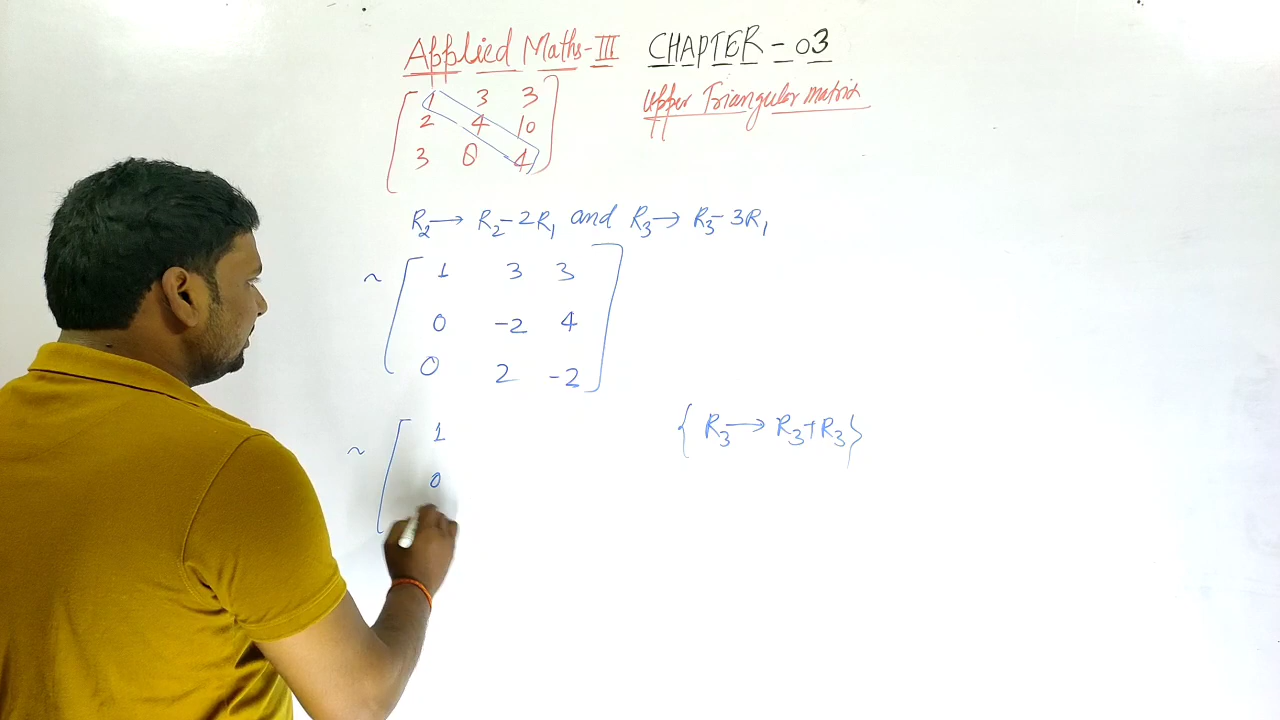 Applied Maths-III CHAPTER-03
Upper Triangular matrix
1 3 3
2 4 10
3 0 4
R₂→ R₂-2R₁ and R₃→ R₃-3R₁
~ [ 1 3 3
0 -2 4
0 2 -2 ]
~ [ 1 { R₃→ R₃+R₃}
0